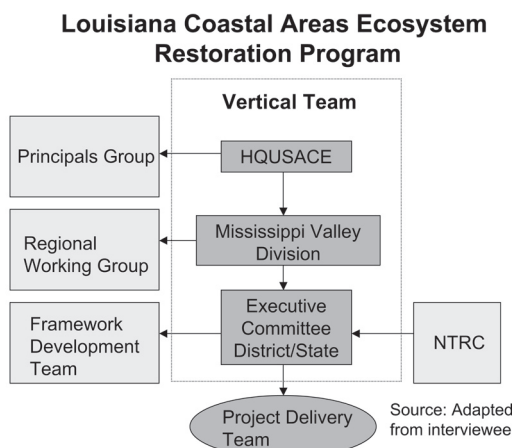 Louisiana Coastal Areas Ecosystem
Restoration Program
Vertical Team
Principals Group
HQUSACE
Regional
Working Group
Mississippi Valley
Division
Framework
Development
Team
Executive
Committee
District/State
NTRC
Project Delivery
Team
Source: Adapted
from interviewee